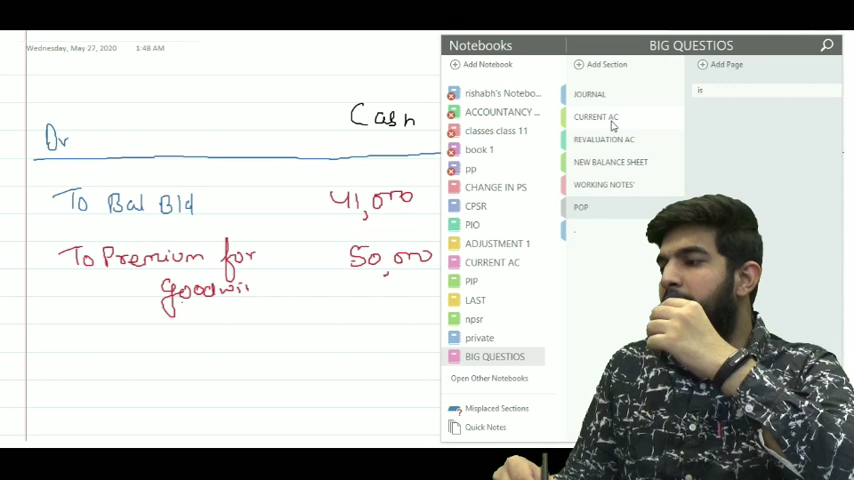 Wednesday, May 27, 2020 1:48 AM
Cash
Dr
To Bal B/d 41,000
To Premium for 50,000
goodwill
Notebooks
Add Notebook
rishabh's Notebo...
ACCOUNTANCY ...
classes class 11
book 1
pp
CHANGE IN PS
CPSR
PIO
ADJUSTMENT 1
CURRENT AC
PIP
LAST
npsr
private
BIG QUESTIOS
Open Other Notebooks
Misplaced Sections
Quick Notes
BIG QUESTIOS
Add Section
JOURNAL
CURRENT AC
REVALUATION AC
NEW BALANCE SHEET
WORKING NOTES'
POP
.
Add Page
is